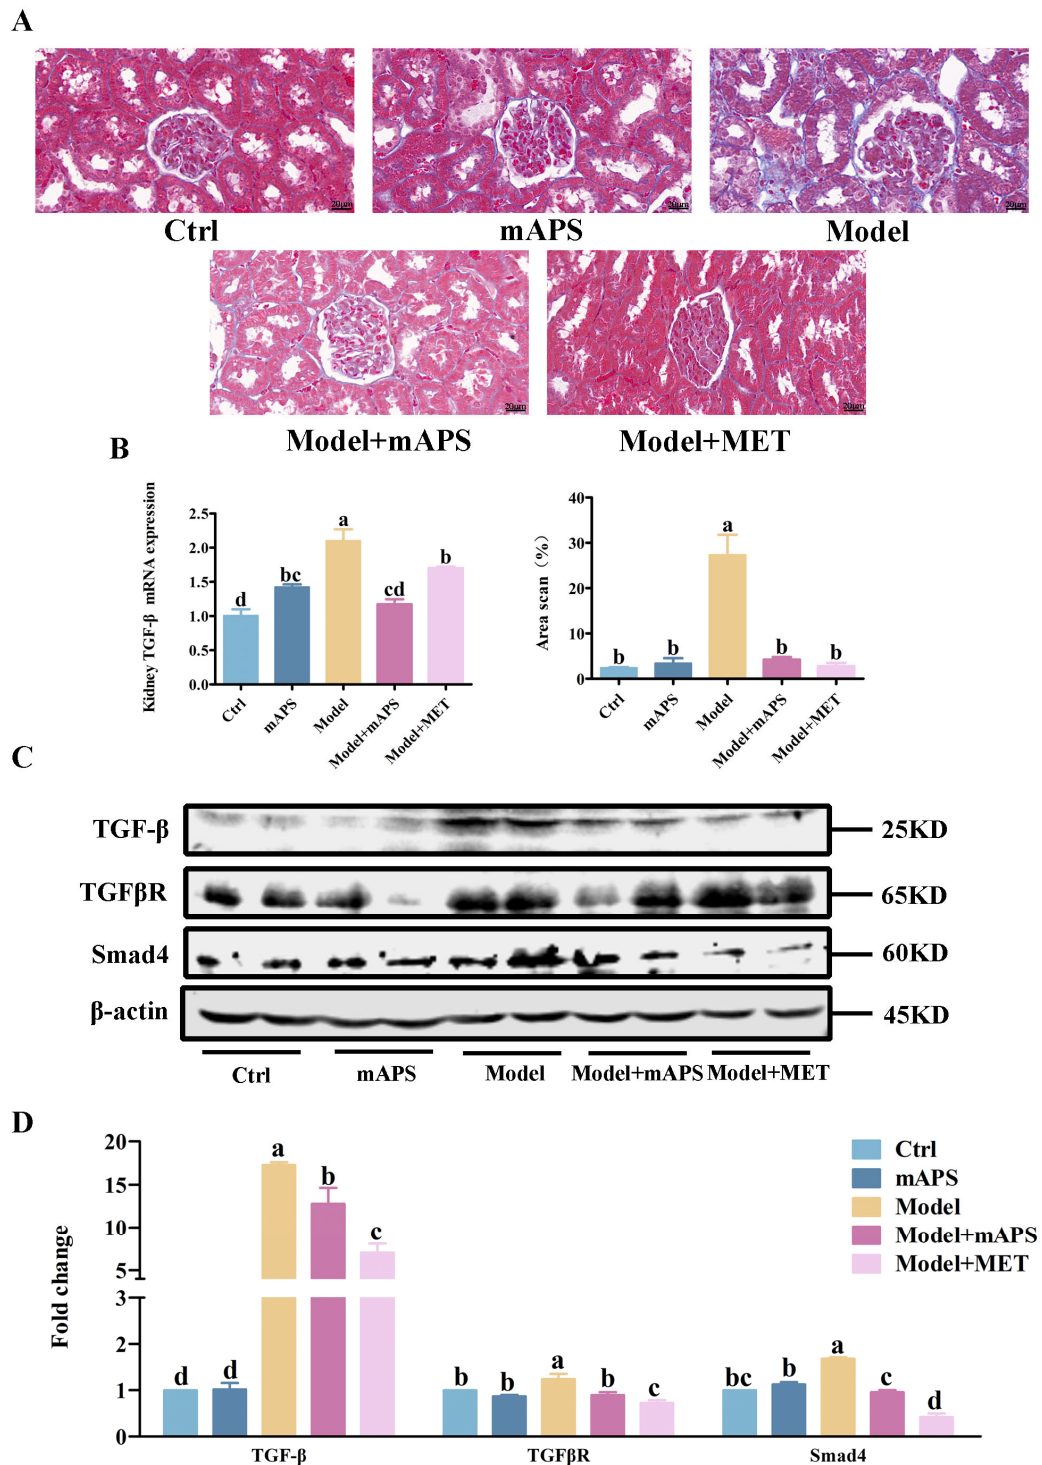 A
20μm
20μm
20μm
Ctrl
mAPS
Model
20μm
20μm
Model+mAPS
Model+MET
B
Kidney TGF-β mRNA expression
2.5
2.0
1.5
1.0
0.5
0.0
d
bc
a
cd
b
Ctrl
mAPS
Model
Model+mAPS
Model+MET
Area scan（%）
40
30
20
10
0
b
b
a
b
b
Ctrl
mAPS
Model
Model+mAPS
Model+MET
C
TGF-β
25KD
TGFβR
65KD
Smad4
60KD
β-actin
45KD
Ctrl
mAPS
Model
Model+mAPS
Model+MET
D
Fold change
20
15
10
5
3
2
1
0
d
d
a
b
c
b
b
a
b
c
bc
b
a
c
d
TGF-β
TGFβR
Smad4
Ctrl
mAPS
Model
Model+mAPS
Model+MET